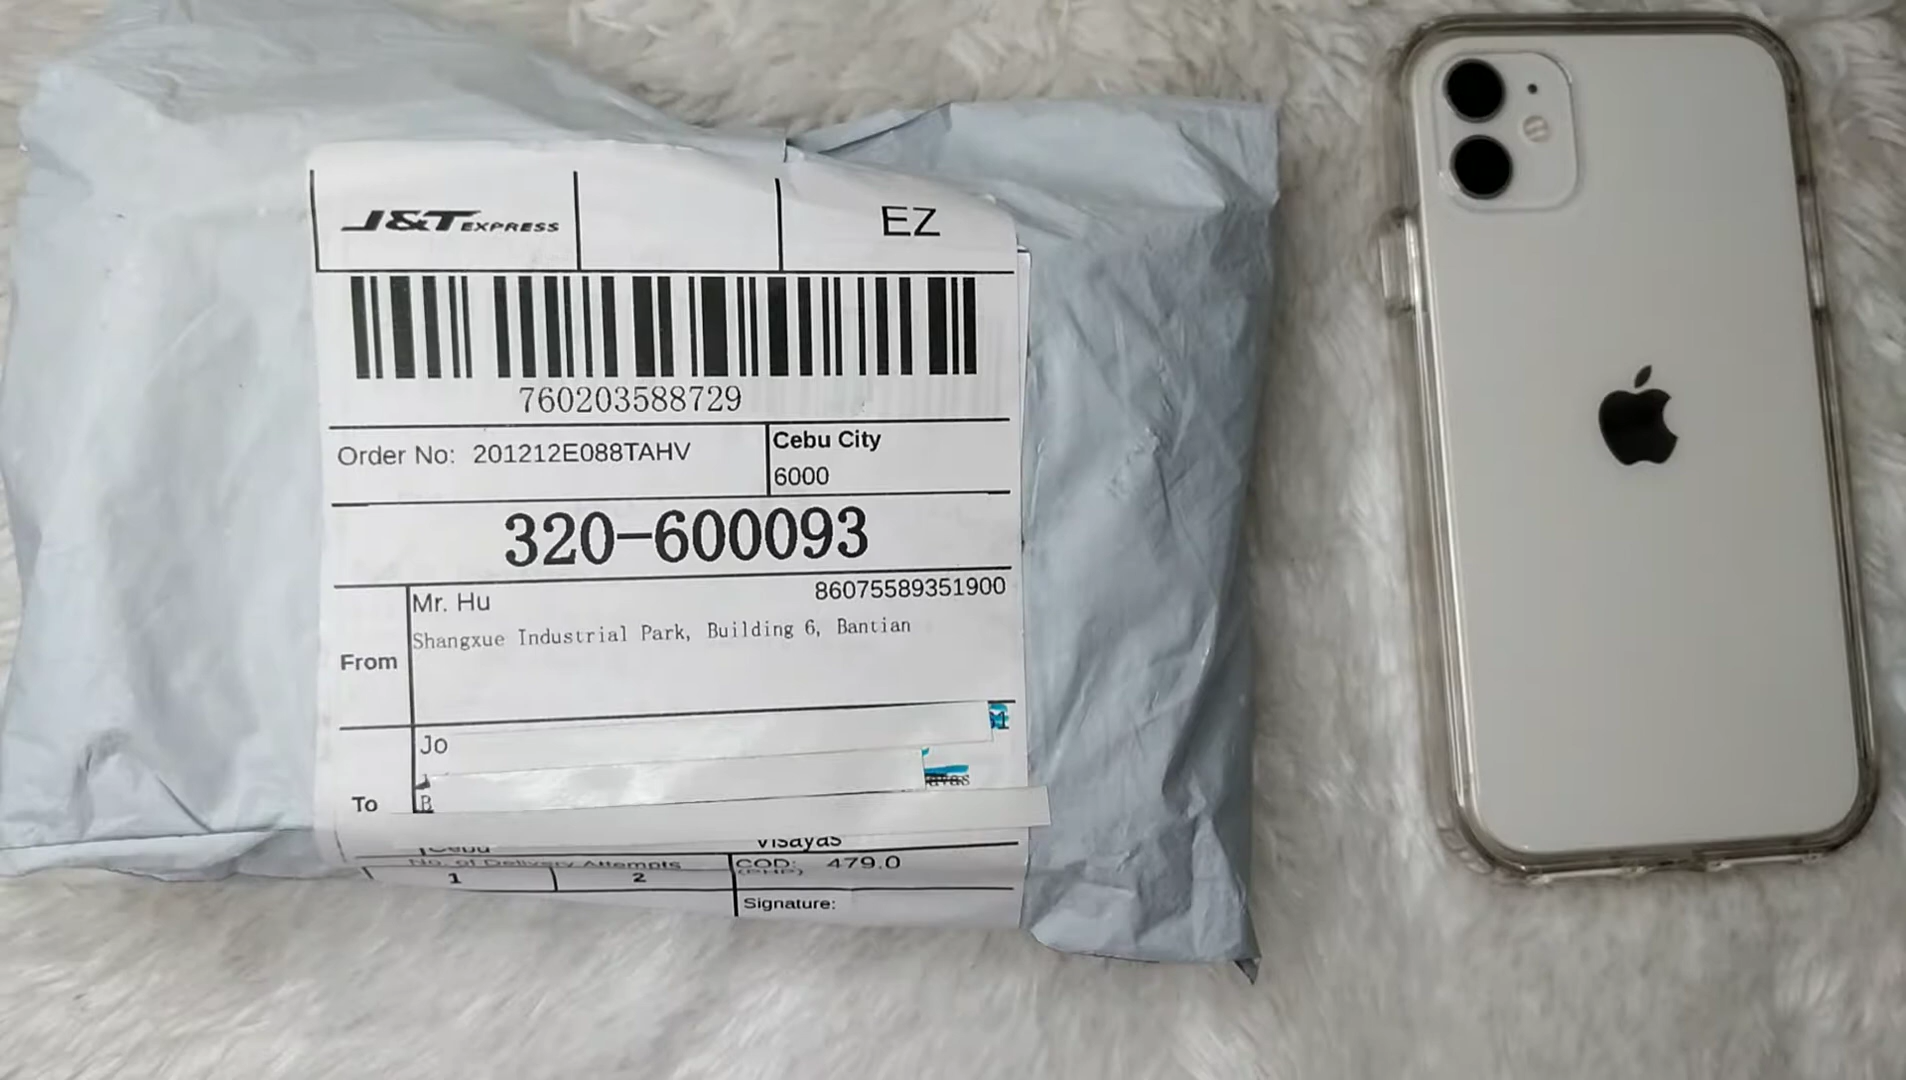 J&T EXPRESS
EZ
760203588729
Order No: 201212E088TAHV
Cebu City
6000
320-600093
Mr. Hu 86075589351900
Shangxue Industrial Park, Building 6, Bantian
From
Jo
To
B
Cebu Visayas
No. of Delivery Attempts
1 2
COD: 479.0
(PHP)
Signature: